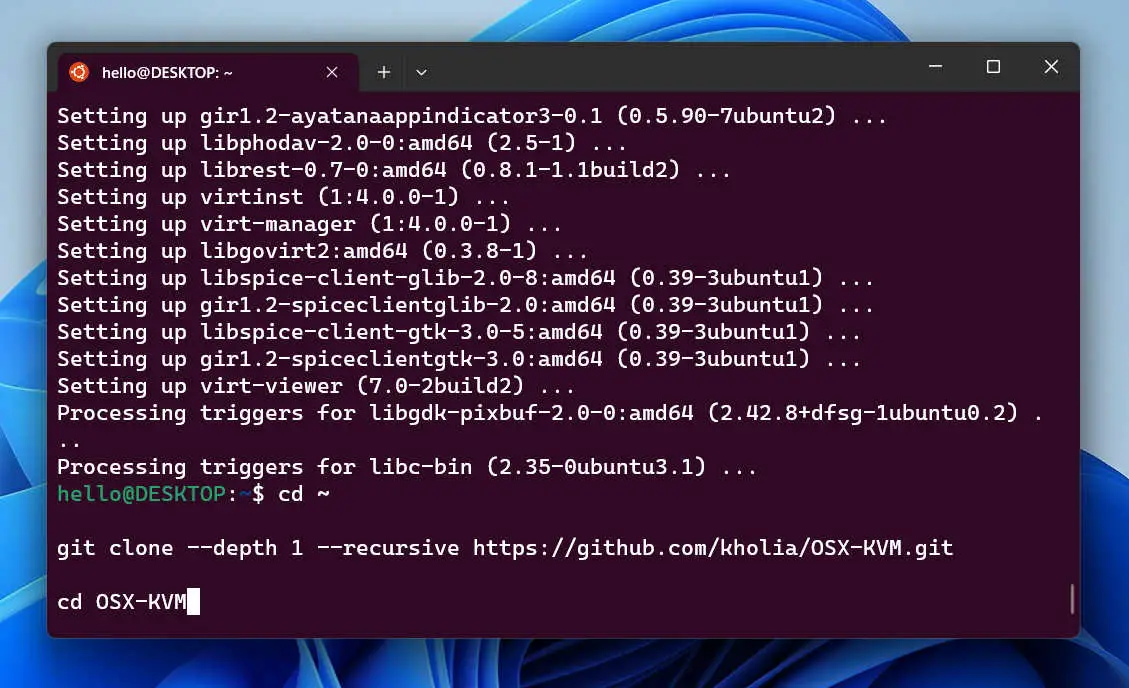 hello@DESKTOP: ~
Setting up gir1.2-ayatanaappindicator3-0.1 (0.5.90-7ubuntu2) ...
Setting up libphodav-2.0-0:amd64 (2.5-1) ...
Setting up librest-0.7-0:amd64 (0.8.1-1.1build2) ...
Setting up virtinst (1:4.0.0-1) ...
Setting up virt-manager (1:4.0.0-1) ...
Setting up libgovirt2:amd64 (0.3.8-1) ...
Setting up libspice-client-glib-2.0-8:amd64 (0.39-3ubuntu1) ...
Setting up gir1.2-spiceclientglib-2.0:amd64 (0.39-3ubuntu1) ...
Setting up libspice-client-gtk-3.0-5:amd64 (0.39-3ubuntu1) ...
Setting up gir1.2-spiceclientgtk-3.0:amd64 (0.39-3ubuntu1) ...
Setting up virt-viewer (7.0-2build2) ...
Processing triggers for libgdk-pixbuf-2.0-0:amd64 (2.42.8+dfsg-1ubuntu0.2) .
..
Processing triggers for libc-bin (2.35-0ubuntu3.1) ...
hello@DESKTOP:~$ cd ~
git clone --depth 1 --recursive https://github.com/kholia/OSX-KVM.git
cd OSX-KVM